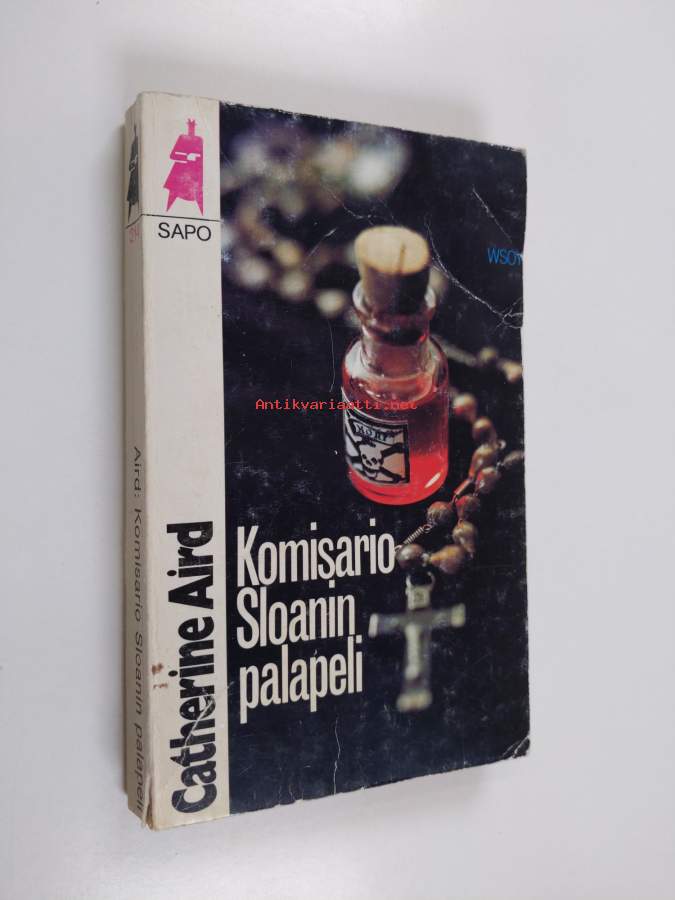 SAPO
WSOY
Antikvariaatti.net
Komisario
Sloanin
palapeli
Catherine Aird
Aird: Komisario Sloanin palapeli